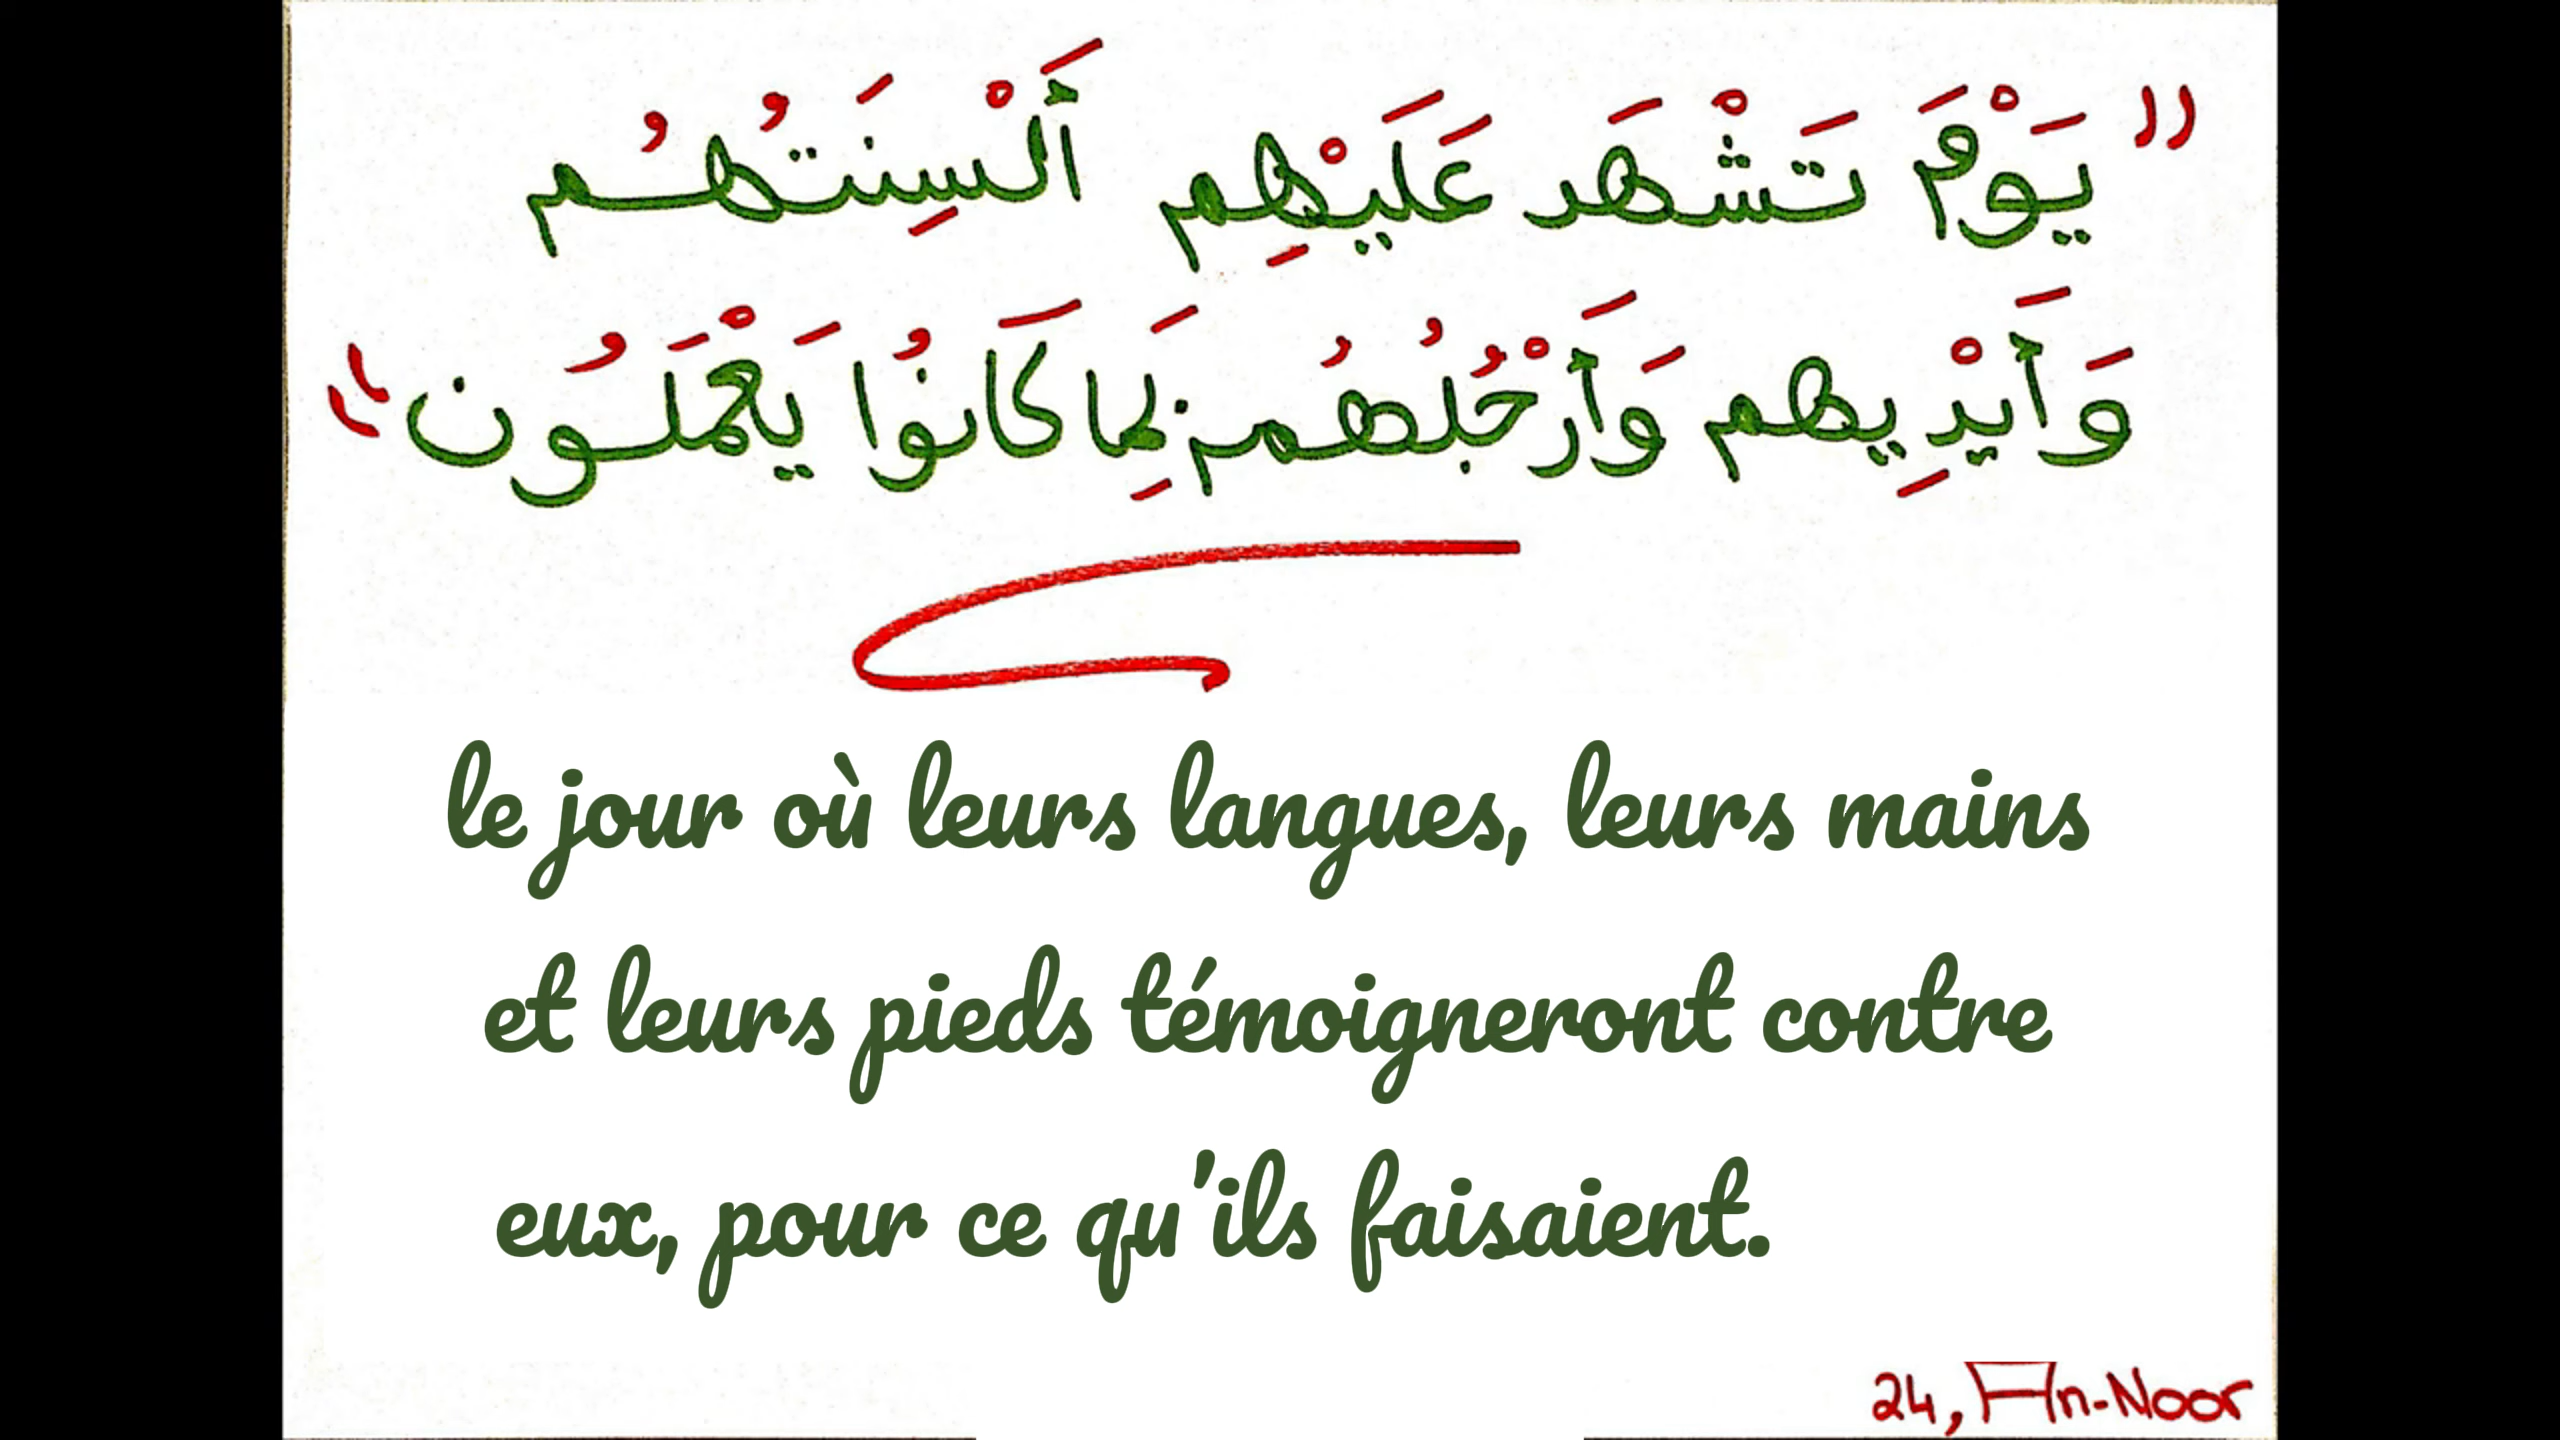 " يَوْمَ تَشْهَد عَلَيْهِم أَلْسِنَتُهُم
وَأَيْدِيهم وَأَرْجُلُهُم بِمَا كَانُوا يَعْمَلُون "
le jour où leurs langues, leurs mains
et leurs pieds témoigneront contre
eux, pour ce qu'ils faisaient.
24, An-Noor